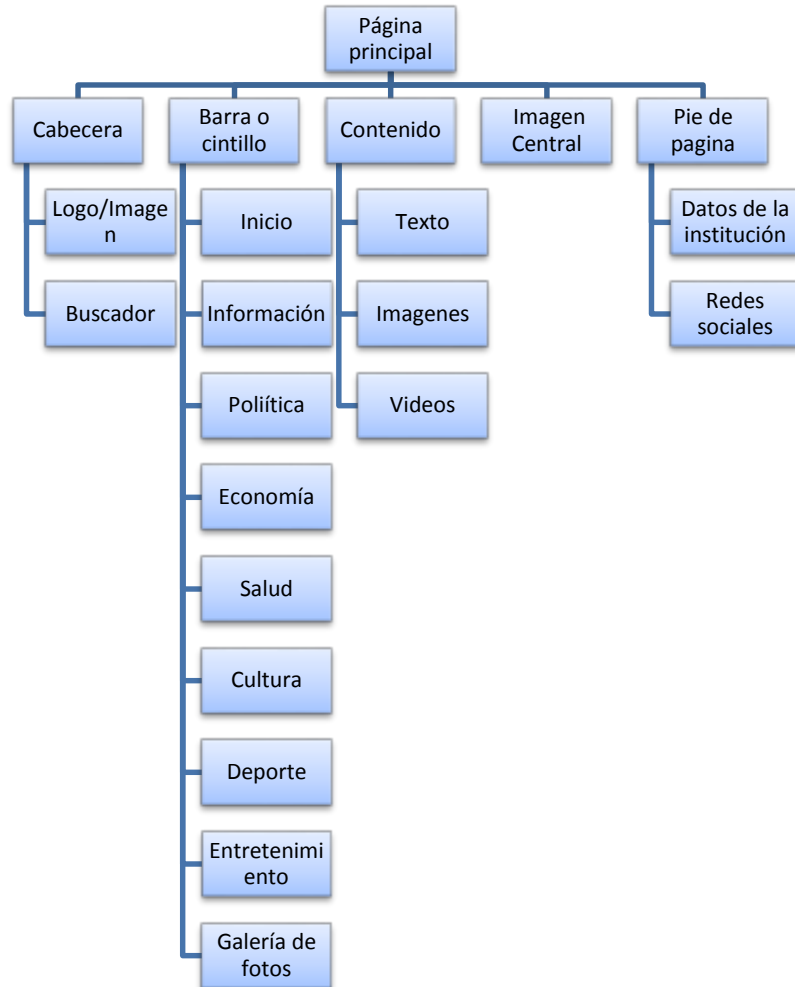 Página
principal
Cabecera
Barra o
cintillo
Contenido
Imagen
Central
Pie de
pagina
Logo/Image
n
Inicio
Texto
Datos de la
institución
Buscador
Información
Imagenes
Redes
sociales
Poliítica
Videos
Economía
Salud
Cultura
Deporte
Entretenimi
ento
Galería de
fotos